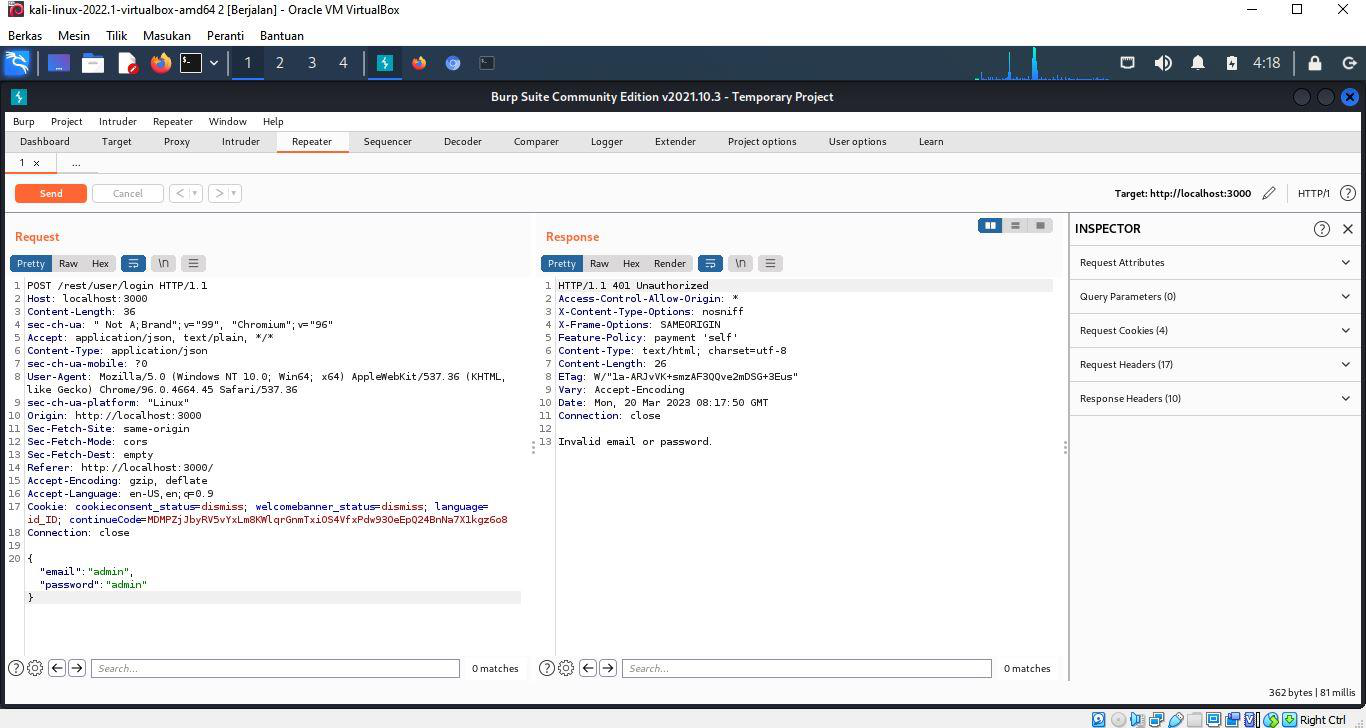 kali-linux-2022.1-virtualbox-amd64 2 [Berjalan] - Oracle VM VirtualBox
Berkas Mesin Tilik Masukan Peranti Bantuan
1 2 3 4 4:18
Burp Suite Community Edition v2021.10.3 - Temporary Project
Burp Project Intruder Repeater Window Help
Dashboard Target Proxy Intruder Repeater Sequencer Decoder Comparer Logger Extender Project options User options Learn
1 × ...
Send Cancel < > Target: http://localhost:3000 HTTP/1 ?
Request
Pretty Raw Hex \n
1 POST /rest/user/login HTTP/1.1
2 Host: localhost:3000
3 Content-Length: 36
4 sec-ch-ua: " Not A;Brand";v="99", "Chromium";v="96"
5 Accept: application/json, text/plain, */*
6 Content-Type: application/json
7 sec-ch-ua-mobile: ?0
8 User-Agent: Mozilla/5.0 (Windows NT 10.0; Win64; x64) AppleWebKit/537.36 (KHTML,
like Gecko) Chrome/96.0.4664.45 Safari/537.36
9 sec-ch-ua-platform: "Linux"
10 Origin: http://localhost:3000
11 Sec-Fetch-Site: same-origin
12 Sec-Fetch-Mode: cors
13 Sec-Fetch-Dest: empty
14 Referer: http://localhost:3000/
15 Accept-Encoding: gzip, deflate
16 Accept-Language: en-US,en;q=0.9
17 Cookie: cookieconsent_status=dismiss; welcomebanner_status=dismiss; language=
id_ID; continueCode=MDMPZjJbyRV5vYxLm8KWlqrGnmTxiOS4VfxPdw93OeEpQ24BnNa7X1kgz6o8
18 Connection: close
19
20 {
"email":"admin",
"password":"admin"
}
? Search... 0 matches
Response
Pretty Raw Hex Render \n
1 HTTP/1.1 401 Unauthorized
2 Access-Control-Allow-Origin: *
3 X-Content-Type-Options: nosniff
4 X-Frame-Options: SAMEORIGIN
5 Feature-Policy: payment 'self'
6 Content-Type: text/html; charset=utf-8
7 Content-Length: 26
8 ETag: W/"1a-ARJvVK+smzAF3QQve2mDSG+3Eus"
9 Vary: Accept-Encoding
10 Date: Mon, 20 Mar 2023 08:17:50 GMT
11 Connection: close
12
13 Invalid email or password.
? Search... 0 matches
INSPECTOR ?
Request Attributes
Query Parameters (0)
Request Cookies (4)
Request Headers (17)
Response Headers (10)
362 bytes | 81 millis
Right Ctrl